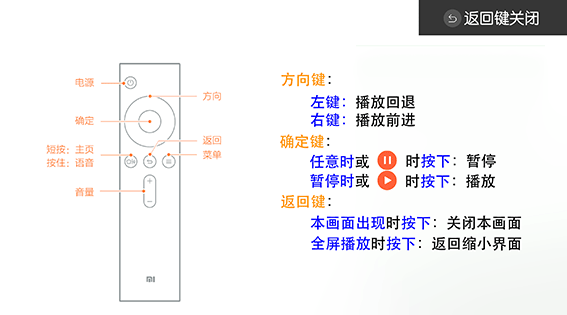 返回键关闭
电源
方向
确定
返回
短按：主页
按住：语音
菜单
音量
MI
方向键：
左键：播放回退
右键：播放前进
确定键：
任意时或 时按下：暂停
暂停时或 时按下：播放
返回键：
本画面出现时按下：关闭本画面
全屏播放时按下：返回缩小界面